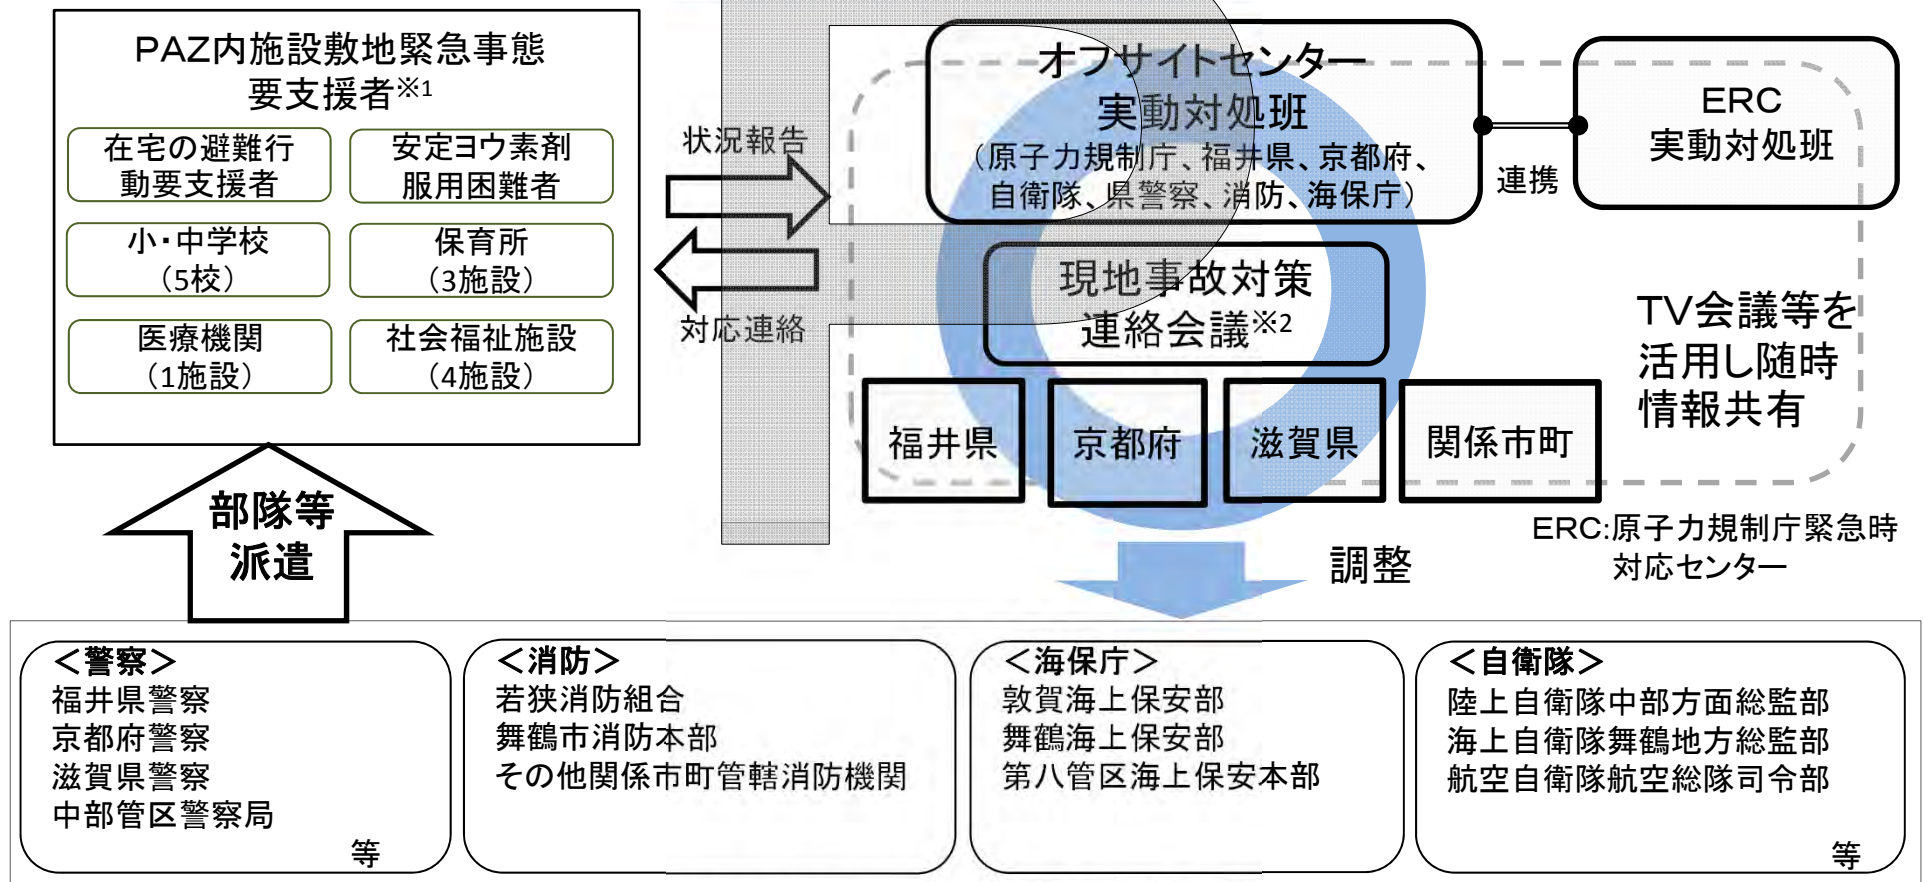 PAZ内施設敷地緊急事態
要支援者※1
在宅の避難行
動要支援者
安定ヨウ素剤
服用困難者
小・中学校
（5校）
保育所
（3施設）
医療機関
（1施設）
社会福祉施設
（4施設）
状況報告
対応連絡
オフサイトセンター
実動対処班
（原子力規制庁、福井県、京都府、
自衛隊、県警察、消防、海保庁）
連携
ERC
実動対処班
現地事故対策
連絡会議※2
福井県
京都府
滋賀県
関係市町
TV会議等を
活用し随時
情報共有
ERC:原子力規制庁緊急時
対応センター
部隊等
派遣
調整
＜警察＞
福井県警察
京都府警察
滋賀県警察
中部管区警察局
等
＜消防＞
若狭消防組合
舞鶴市消防本部
その他関係市町管轄消防機関
＜海保庁＞
敦賀海上保安部
舞鶴海上保安部
第八管区海上保安本部
＜自衛隊＞
陸上自衛隊中部方面総監部
海上自衛隊舞鶴地方総監部
航空自衛隊航空総隊司令部
等